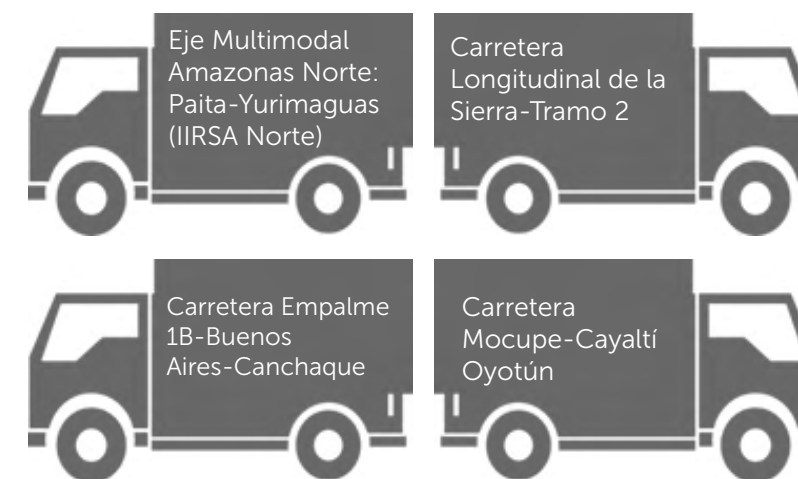 Eje Multimodal
Amazonas Norte:
Paita-Yurimaguas
(IIRSA Norte)
Carretera
Longitudinal de la
Sierra-Tramo 2
Carretera Empalme
1B-Buenos
Aires-Canchaque
Carretera
Mocupe-Cayaltí
Oyotún